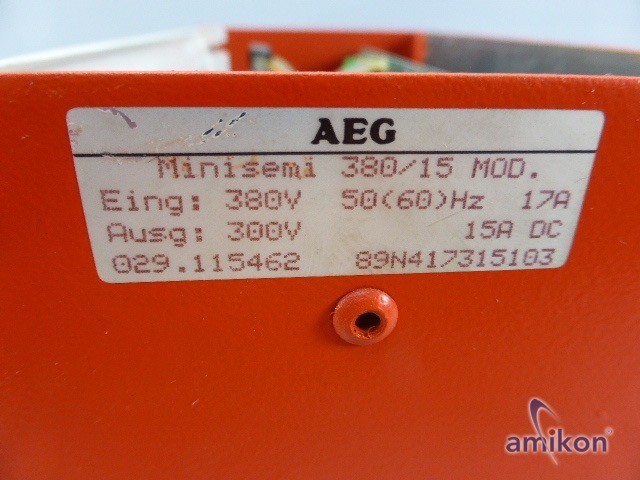 AEG
Minisemi 380/15 MOD.
Eing: 380V 50(60)Hz 17A
Ausg: 300V 15A DC
029.115462 89N417315103
amikon®